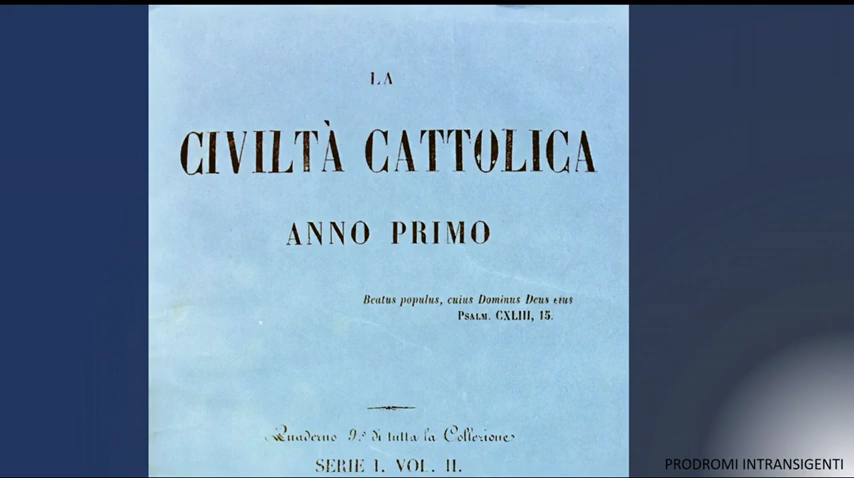 LA
CIVILTÀ CATTOLICA
ANNO PRIMO
Beatus populus, cuius Dominus Deus eius
PSALM. CXLIII, 15.
Quaderno 9.º di tutta la Collezione
SERIE I. VOL. II.
PRODROMI INTRANSIGENTI